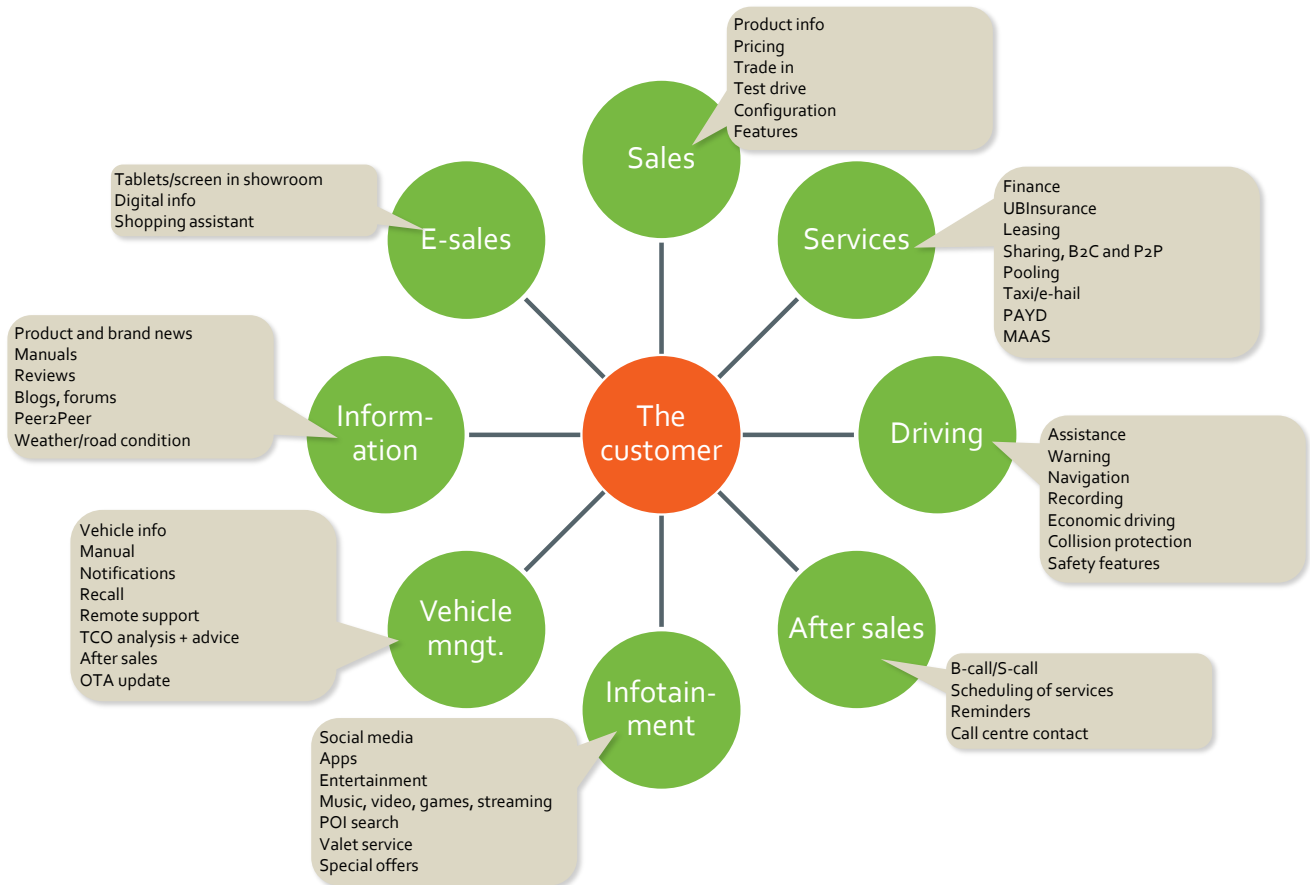 Product info
Pricing
Trade in
Test drive
Configuration
Features
Sales
Tablets/screen in showroom
Digital info
Shopping assistant
E-sales
Services
Finance
UBInsurance
Leasing
Sharing, B2C and P2P
Pooling
Taxi/e-hail
PAYD
MAAS
Product and brand news
Manuals
Reviews
Blogs, forums
Peer2Peer
Weather/road condition
Inform-
ation
The
customer
Driving
Assistance
Warning
Navigation
Recording
Economic driving
Collision protection
Safety features
Vehicle info
Manual
Notifications
Recall
Remote support
TCO analysis + advice
After sales
OTA update
Vehicle
mngt.
After sales
B-call/S-call
Scheduling of services
Reminders
Call centre contact
Infotain-
ment
Social media
Apps
Entertainment
Music, video, games, streaming
POI search
Valet service
Special offers